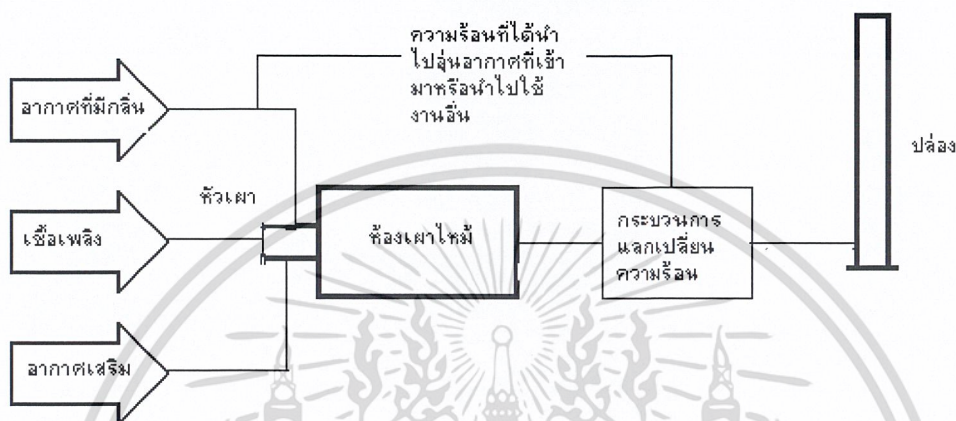 ความร้อนที่ได้นำ
ไปอุ่นอากาศที่เข้า
มาหรือนำไปใช้
งานอื่น
อากาศที่มีกลิ่น
ปล่อง
หัวเผา
เชื้อเพลิง
ห้องเผาไหม้
กระบวนการ
แลกเปลี่ยน
ความร้อน
อากาศเสริม